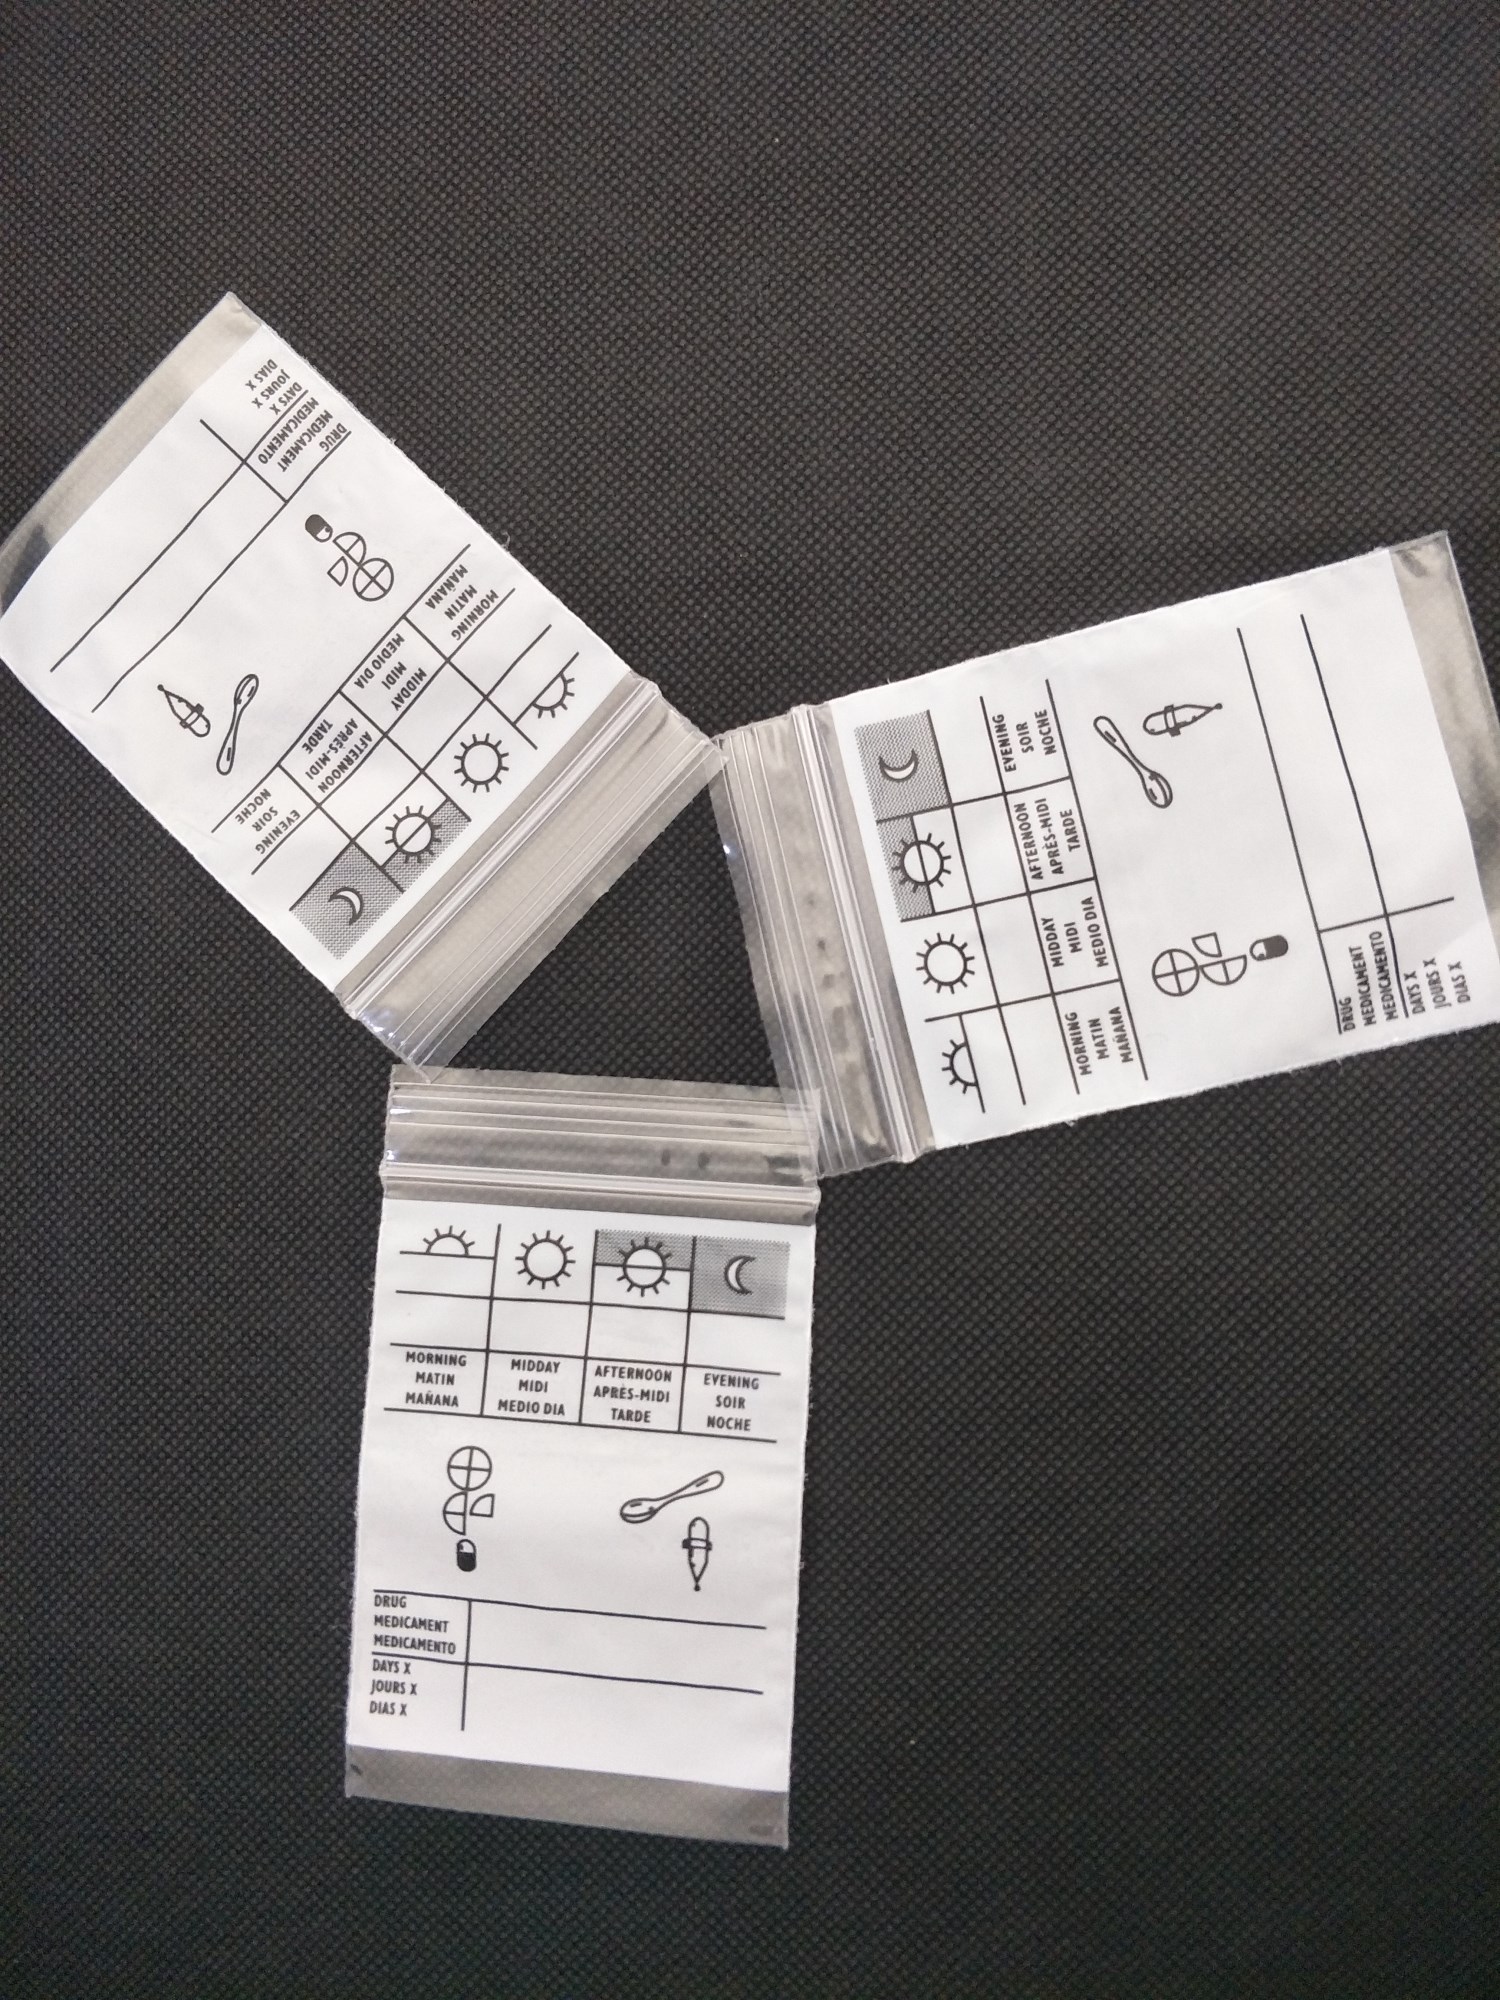 DRUG
MEDICAMENT
MEDICAMENTO
DAYS X
JOURS X
DIAS X
MORNING
MATIN
MAÑANA
MIDDAY
MIDI
MEDIO DIA
AFTERNOON
APRÈS-MIDI
TARDE
EVENING
SOIR
NOCHE
EVENING
SOIR
NOCHE
AFTERNOON
APRÈS-MIDI
TARDE
MIDDAY
MIDI
MEDIO DIA
MORNING
MATIN
MAÑANA
DRUG
MEDICAMENT
MEDICAMENTO
DAYS X
JOURS X
DIAS X
MORNING
MATIN
MAÑANA
MIDDAY
MIDI
MEDIO DIA
AFTERNOON
APRÈS-MIDI
TARDE
EVENING
SOIR
NOCHE
DRUG
MEDICAMENT
MEDICAMENTO
DAYS X
JOURS X
DIAS X